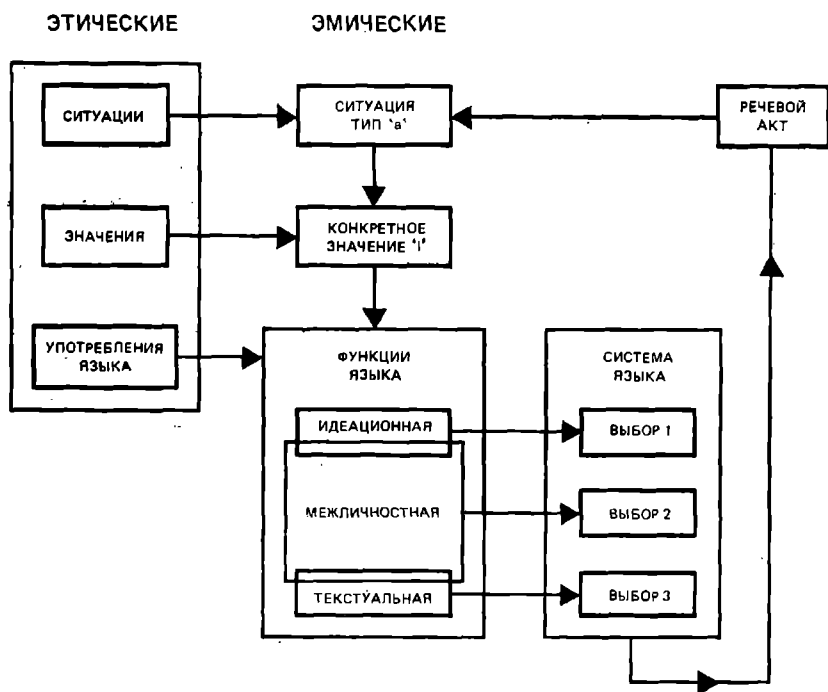 ЭТИЧЕСКИЕ
ЭМИЧЕСКИЕ
СИТУАЦИИ
СИТУАЦИЯ
ТИП 'а'
РЕЧЕВОЙ
АКТ
ЗНАЧЕНИЯ
КОНКРЕТНОЕ
ЗНАЧЕНИЕ 'i'
УПОТРЕБЛЕНИЯ
ЯЗЫКА
ФУНКЦИИ
ЯЗЫКА
СИСТЕМА
ЯЗЫКА
ИДЕАЦИОННАЯ
ВЫБОР 1
МЕЖЛИЧНОСТНАЯ
ВЫБОР 2
ТЕКСТУАЛЬНАЯ
ВЫБОР 3